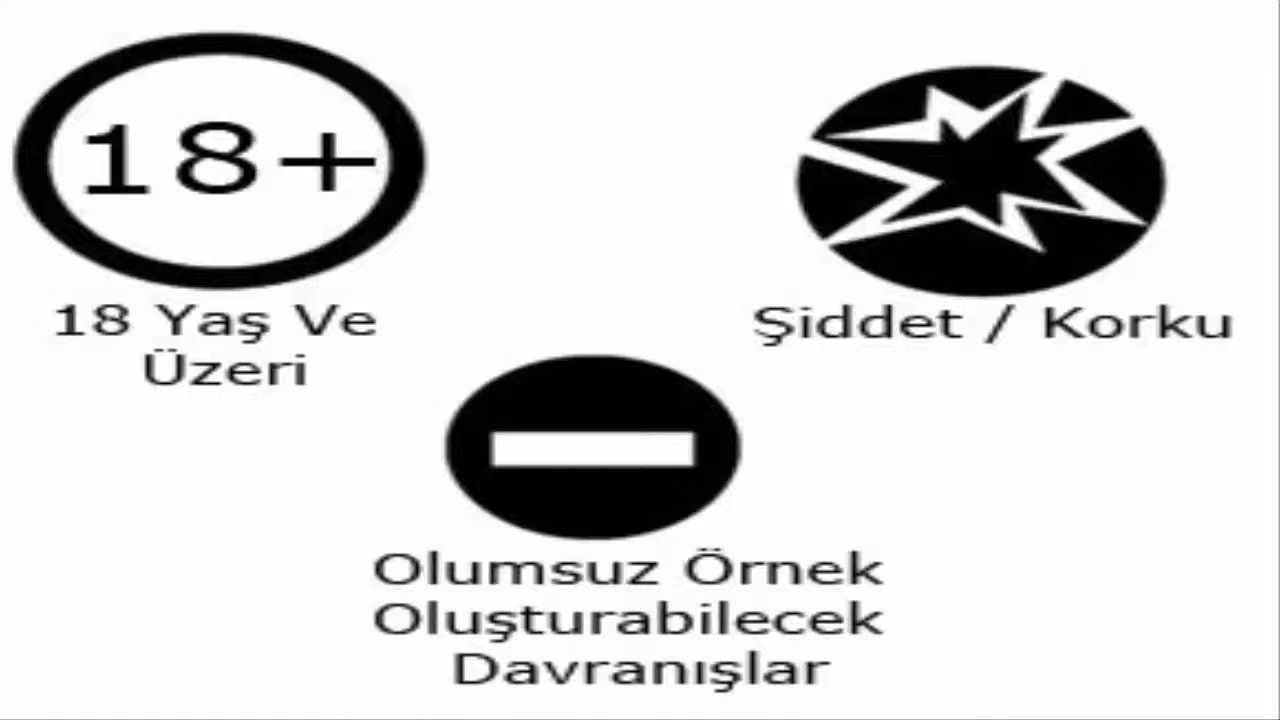 18+
18 Yaş Ve
Üzeri
Şiddet / Korku
Olumsuz Örnek
Oluşturabilecek
Davranışlar